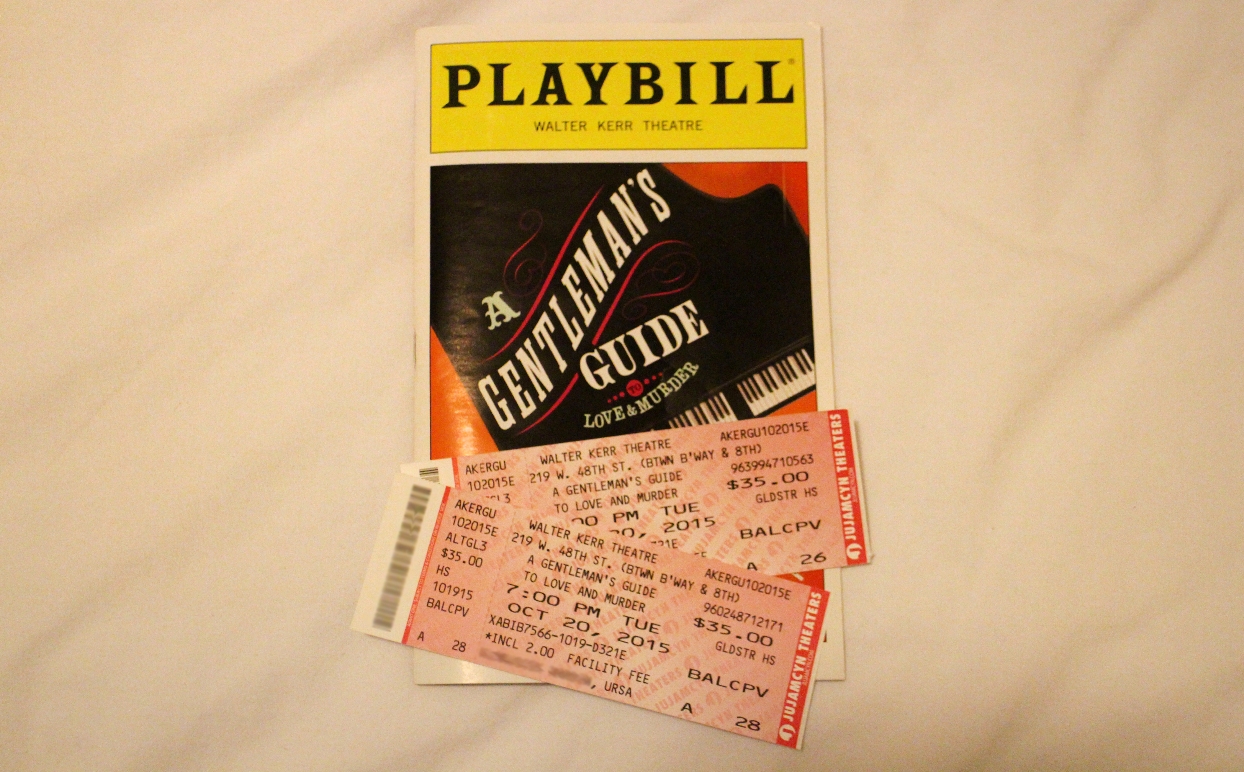 PLAYBILL®
WALTER KERR THEATRE
A
GENTLEMAN'S
GUIDE
TO
LOVE & MURDER
AKERGU
102015E
WALTER KERR THEATRE
219 W. 48TH ST. (BTWN B'WAY & 8TH)
A GENTLEMAN'S GUIDE
TO LOVE AND MURDER
00 PM TUE
20, 2015
21E
AKERGU102015E
963994710563
$35.00
GLDSTR HS
BALCPV
A 26
JUJAMCYN THEATERS
AKERGU
102015E
ALTGL3
$35.00
HS
101915
BALCPV
A 28
WALTER KERR THEATRE
219 W. 48TH ST. (BTWN B'WAY & 8TH)
A GENTLEMAN'S GUIDE
TO LOVE AND MURDER
7:00 PM TUE
OCT 20, 2015
XABIB7566-1019-D321E
*INCL 2.00 FACILITY FEE
, URSA
AKERGU102015E
960248712171
$35.00
GLDSTR HS
BALCPV
A 28
JUJAMCYN THEATERS